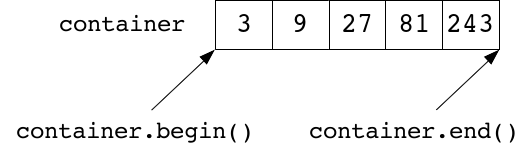 container 3 9 27 81 243
container.begin() container.end()